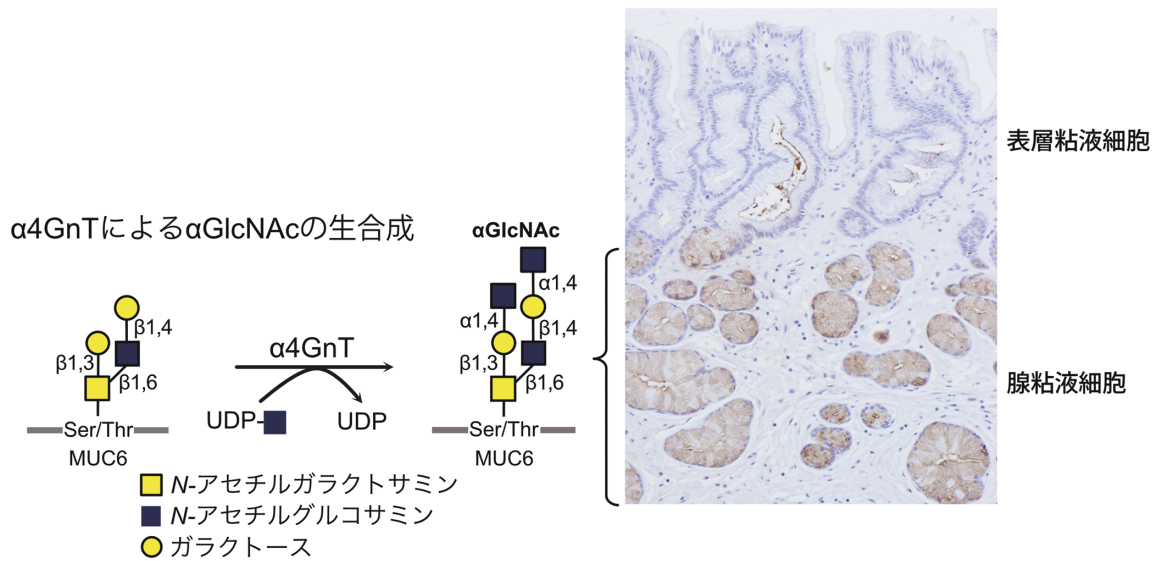 α4GnTによるαGlcNAcの生合成
β1,4
β1,3
β1,6
Ser/Thr
MUC6
α4GnT
UDP-
UDP
αGlcNAc
α1,4
α1,4
β1,4
β1,3
β1,6
Ser/Thr
MUC6
N-アセチルガラクトサミン
N-アセチルグルコサミン
ガラクトース
表層粘液細胞
腺粘液細胞